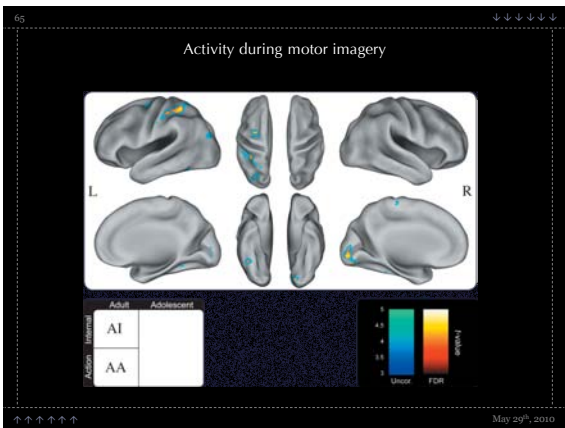 65
↓↓↓↓↓↓
Activity during motor imagery
L
R
Adult Adolescent
Internal
AI
Action
AA
5
4.5
4
3.5
3
t-value
Uncor FDR
↑↑↑↑↑↑
May 29th, 2010